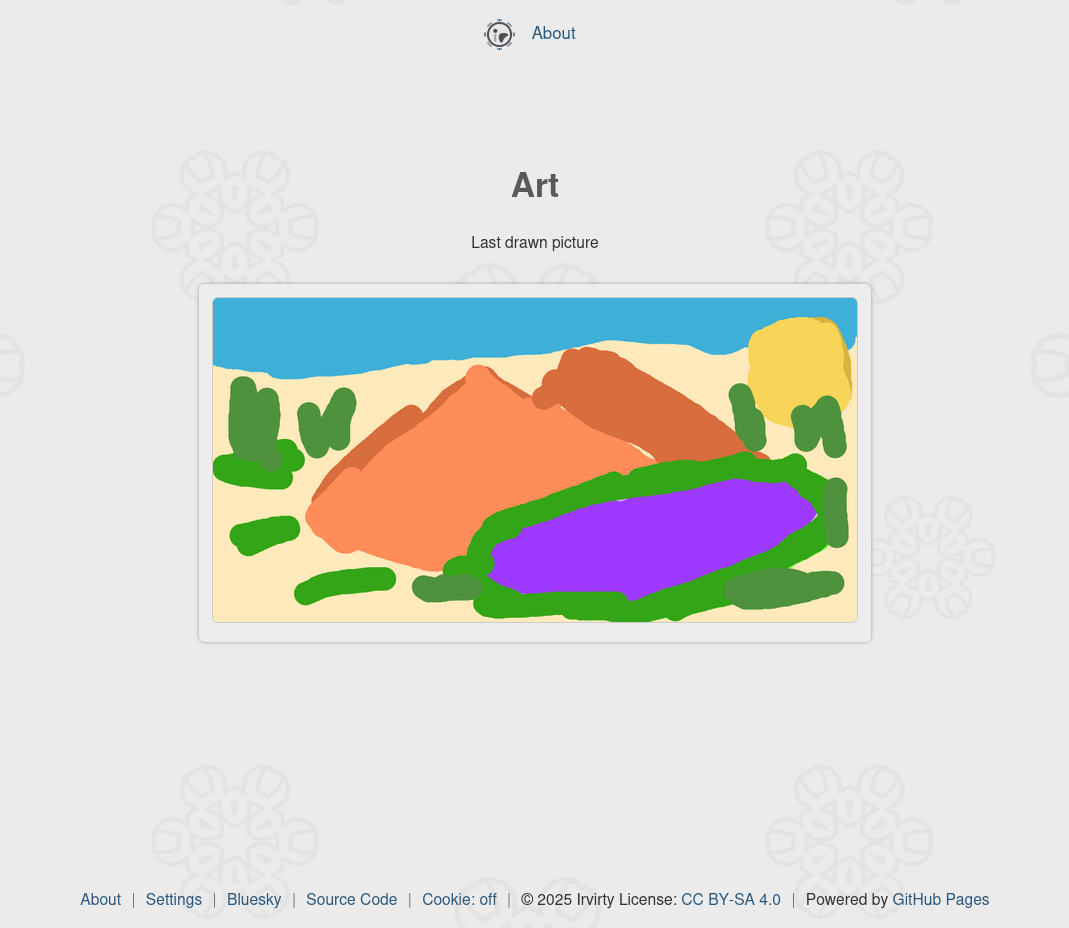 About
Art
Last drawn picture
About | Settings | Bluesky | Source Code | Cookie: off | © 2025 Irvirty License: CC BY-SA 4.0 | Powered by GitHub Pages